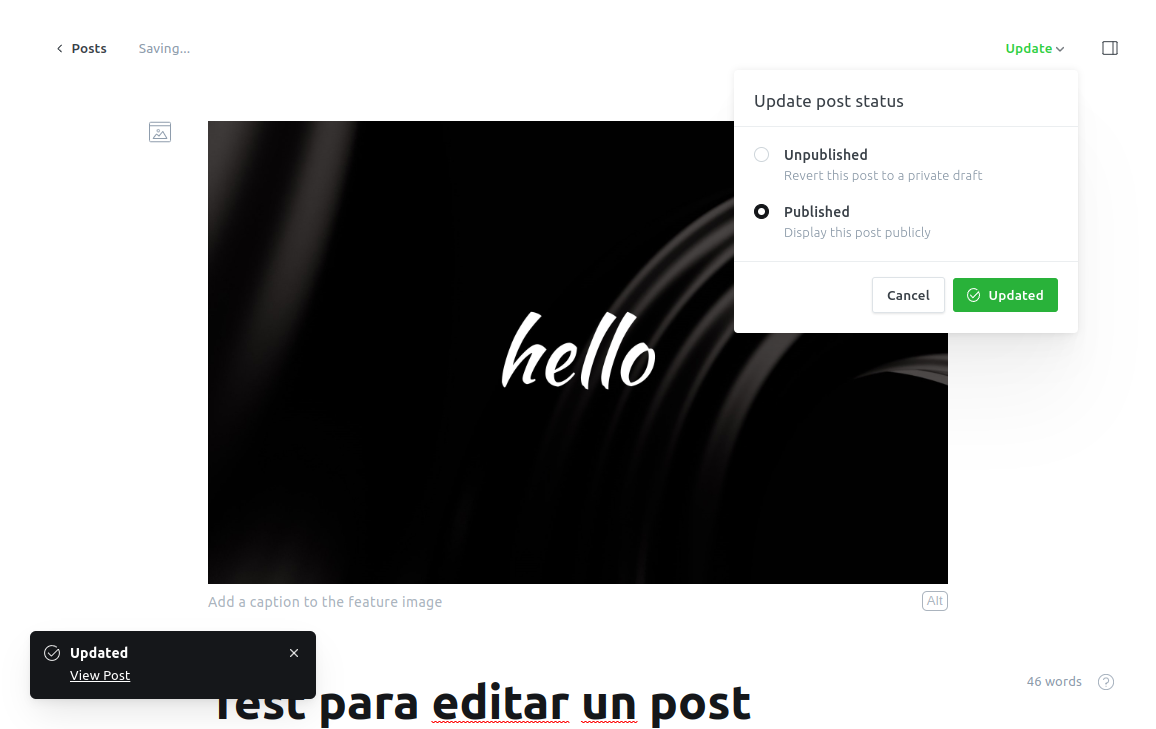 Posts
Saving...
Update
Update post status
Unpublished
Revert this post to a private draft
Published
Display this post publicly
Cancel
Updated
hello
Add a caption to the feature image
Alt
Updated
View Post
46 words
?
Test para editar un post